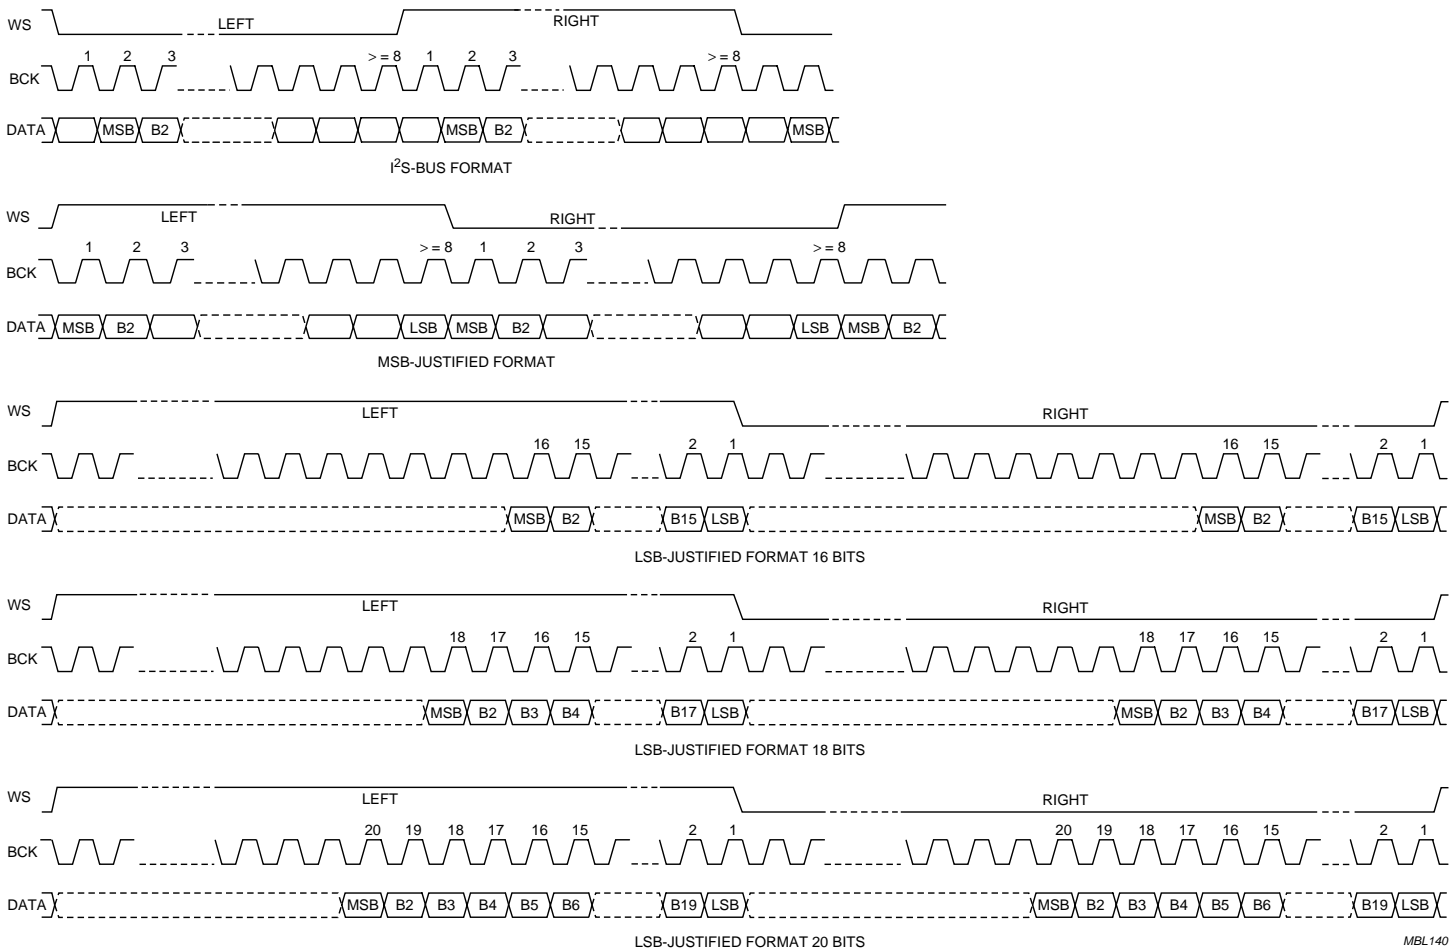 WS LEFT RIGHT
1 2 3 > = 8 1 2 3 > = 8
BCK
DATA MSB B2 MSB B2 MSB
I2S-BUS FORMAT
WS LEFT RIGHT
1 2 3 > = 8 1 2 3 > = 8
BCK
DATA MSB B2 LSB MSB B2 LSB MSB B2
MSB-JUSTIFIED FORMAT
WS LEFT RIGHT
16 15 2 1 16 15 2 1
BCK
DATA MSB B2 B15 LSB MSB B2 B15 LSB
LSB-JUSTIFIED FORMAT 16 BITS
WS LEFT RIGHT
18 17 16 15 2 1 18 17 16 15 2 1
BCK
DATA MSB B2 B3 B4 B17 LSB MSB B2 B3 B4 B17 LSB
LSB-JUSTIFIED FORMAT 18 BITS
WS LEFT RIGHT
20 19 18 17 16 15 2 1 20 19 18 17 16 15 2 1
BCK
DATA MSB B2 B3 B4 B5 B6 B19 LSB MSB B2 B3 B4 B5 B6 B19 LSB
LSB-JUSTIFIED FORMAT 20 BITS
MBL140